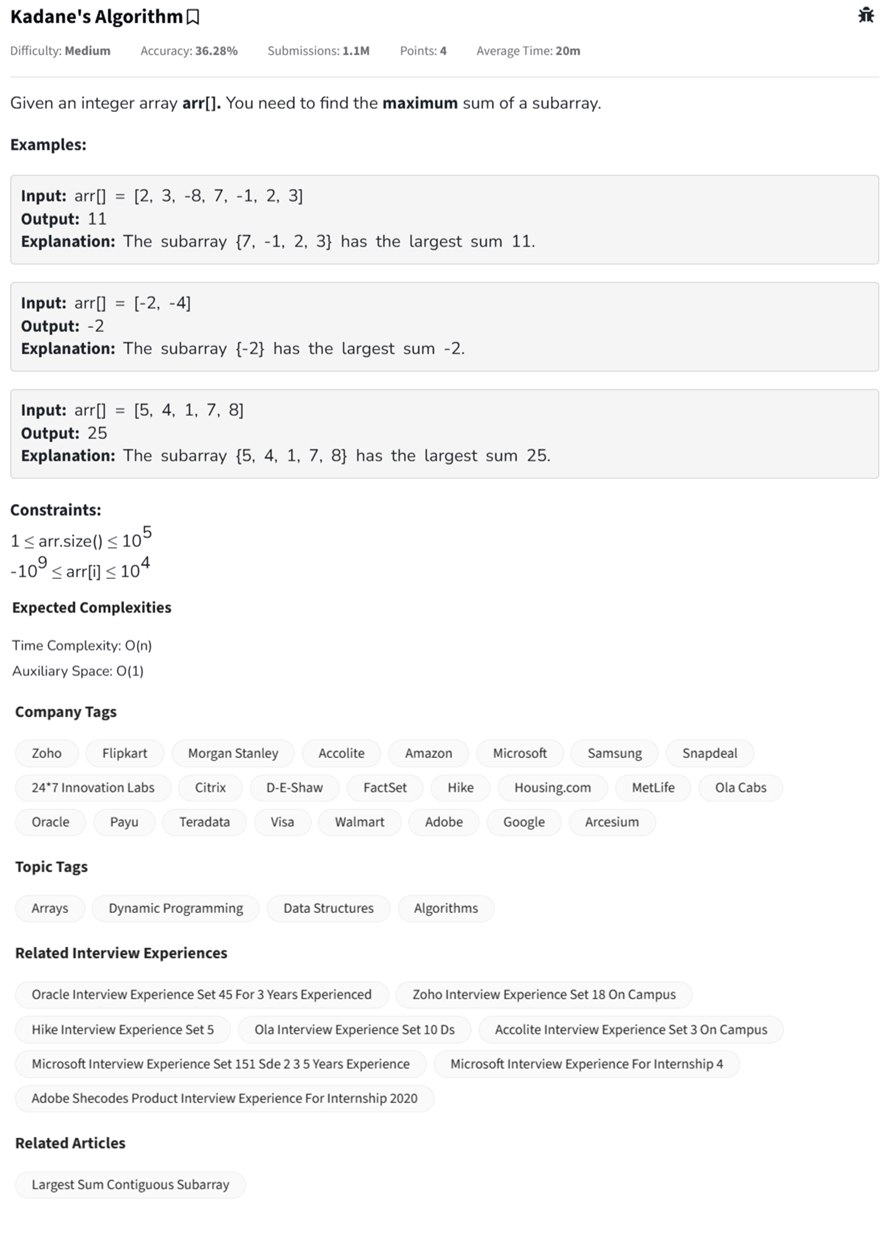 Kadane's Algorithm
Difficulty: Medium Accuracy: 36.28% Submissions: 1.1M Points: 4 Average Time: 20m
Given an integer array arr[]. You need to find the maximum sum of a subarray.
Examples:
Input: arr[] = [2, 3, -8, 7, -1, 2, 3]
Output: 11
Explanation: The subarray {7, -1, 2, 3} has the largest sum 11.
Input: arr[] = [-2, -4]
Output: -2
Explanation: The subarray {-2} has the largest sum -2.
Input: arr[] = [5, 4, 1, 7, 8]
Output: 25
Explanation: The subarray {5, 4, 1, 7, 8} has the largest sum 25.
Constraints:
1 ≤ arr.size() ≤ 10⁵
-10⁹ ≤ arr[i] ≤ 10⁴
Expected Complexities
Time Complexity: O(n)
Auxiliary Space: O(1)
Company Tags
Zoho Flipkart Morgan Stanley Accolite Amazon Microsoft Samsung Snapdeal
24*7 Innovation Labs Citrix D-E-Shaw FactSet Hike Housing.com MetLife Ola Cabs
Oracle Payu Teradata Visa Walmart Adobe Google Arcesium
Topic Tags
Arrays Dynamic Programming Data Structures Algorithms
Related Interview Experiences
Oracle Interview Experience Set 45 For 3 Years Experienced Zoho Interview Experience Set 18 On Campus
Hike Interview Experience Set 5 Ola Interview Experience Set 10 Ds Accolite Interview Experience Set 3 On Campus
Microsoft Interview Experience Set 151 Sde 2 3 5 Years Experience Microsoft Interview Experience For Internship 4
Adobe Shecodes Product Interview Experience For Internship 2020
Related Articles
Largest Sum Contiguous Subarray